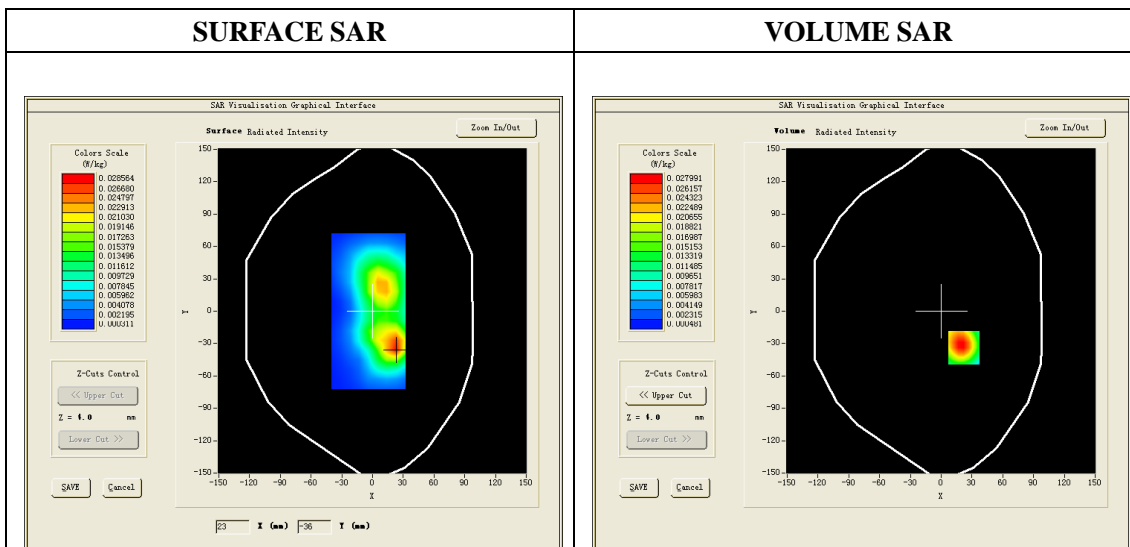 SURFACE SAR
SAR Visualisation Graphical Interface
Surface Radiated Intensity
Zoom In/Out
Colors Scale
(W/kg)
0.028564
0.026680
0.024797
0.022913
0.021030
0.019146
0.017263
0.015379
0.013496
0.011612
0.009729
0.007845
0.005962
0.004078
0.002195
0.000311
Z-Cuts Control
<< Upper Cut
Z = 4.0 mm
Lower Cut >>
SAVE Cancel
150
120
90
60
30
0
-30
-60
-90
-120
-150
Y
-150 -120 -90 -60 -30 0 30 60 90 120 150
X
23 X (mm) -36 Y (mm)
VOLUME SAR
SAR Visualisation Graphical Interface
Volume Radiated Intensity
Zoom In/Out
Colors Scale
(W/kg)
0.027991
0.026157
0.024323
0.022489
0.020655
0.018821
0.016987
0.015153
0.013319
0.011485
0.009651
0.007817
0.005983
0.004149
0.002315
0.000481
Z-Cuts Control
<< Upper Cut
Z = 4.0 mm
Lower Cut >>
SAVE Cancel
150
120
90
60
30
0
-30
-60
-90
-120
-150
Y
-150 -120 -90 -60 -30 0 30 60 90 120 150
X